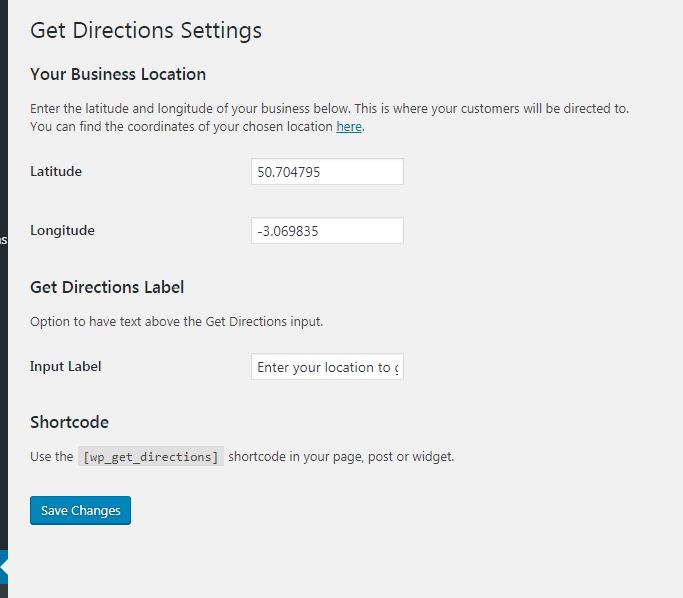 Get Directions Settings
Your Business Location
Enter the latitude and longitude of your business below. This is where your customers will be directed to.
You can find the coordinates of your chosen location here.
Latitude 50.704795
Longitude -3.069835
Get Directions Label
Option to have text above the Get Directions input.
Input Label Enter your location to
Shortcode
Use the [wp_get_directions] shortcode in your page, post or widget.
Save Changes